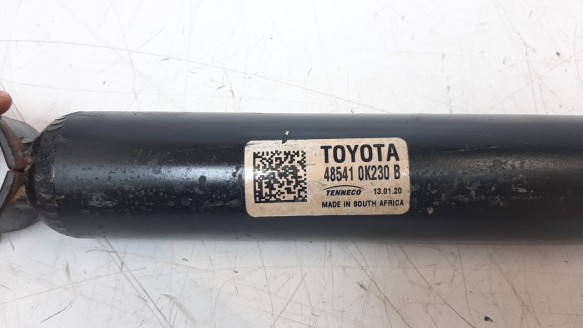 TOYOTA
48541 0K230 B
TENNECO 13.01.20
MADE IN SOUTH AFRICA